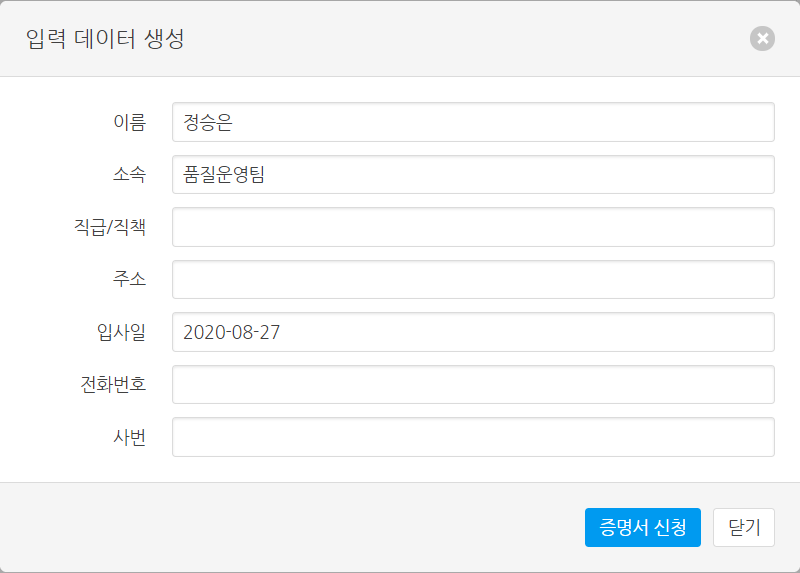 입력 데이터 생성
이름 정승은
소속 품질운영팀
직급/직책
주소
입사일 2020-08-27
전화번호
사번
증명서 신청 닫기